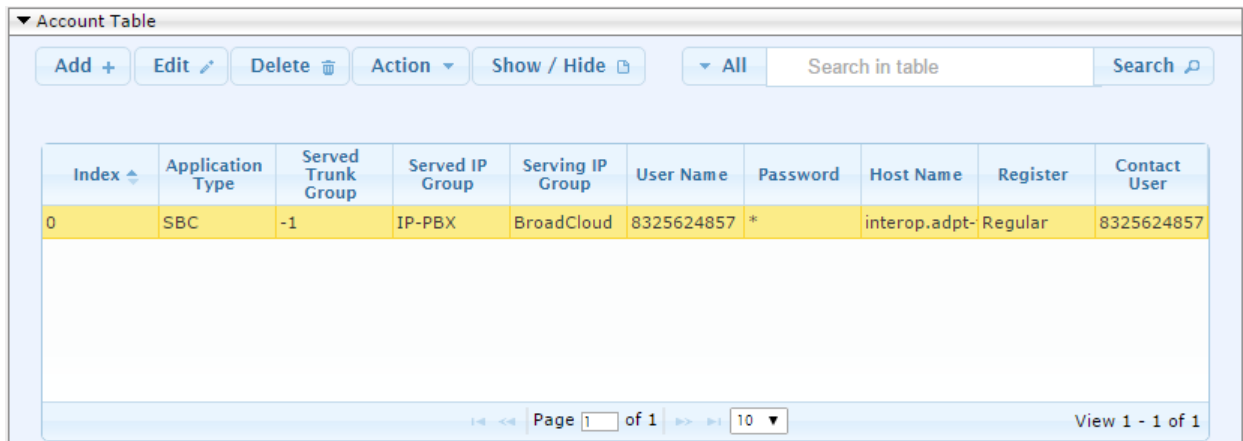 Account Table
Add + Edit Delete Action Show / Hide All Search in table Search
Index Application Type Served Trunk Group Served IP Group Serving IP Group User Name Password Host Name Register Contact User
0 SBC -1 IP-PBX BroadCloud 8325624857 * interop.adpt- Regular 8325624857
Page 1 of 1 10 View 1 - 1 of 1